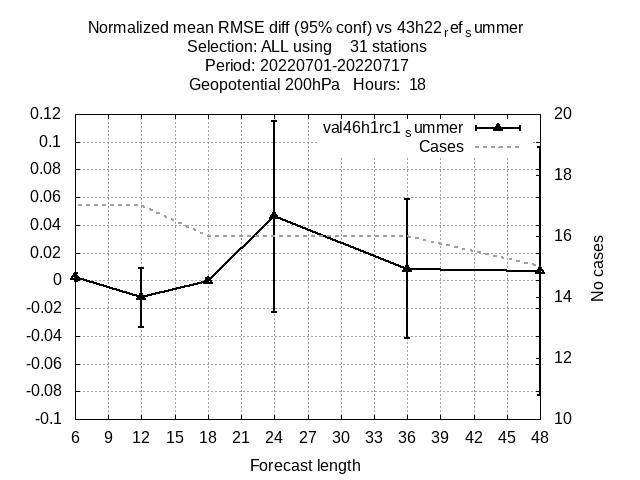 Normalized mean RMSE diff (95% conf) vs 43h22refsummer
Selection: ALL using 31 stations
Period: 20220701-20220717
Geopotential 200hPa Hours: 18
val46h1rc1summer
Cases
0.12
0.1
0.08
0.06
0.04
0.02
0
-0.02
-0.04
-0.06
-0.08
-0.1
20
18
16
14
12
10
No cases
6 9 12 15 18 21 24 27 30 33 36 39 42 45 48
Forecast length